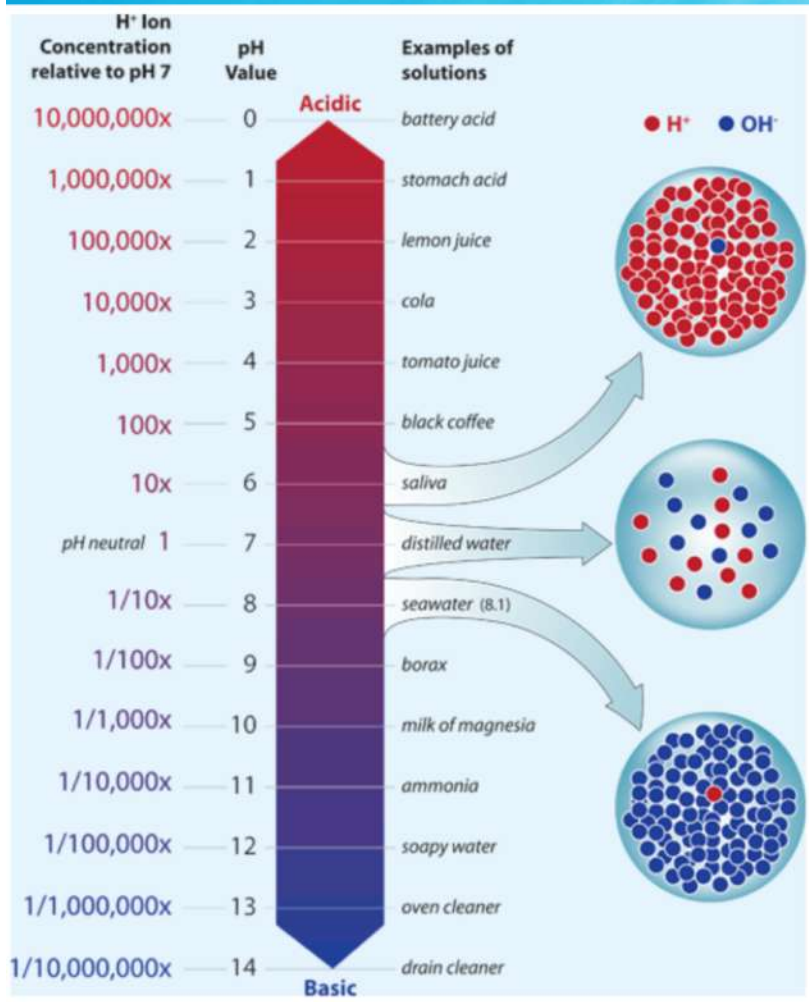 H⁺ Ion
Concentration
relative to pH 7
pH
Value
Examples of
solutions
Acidic
10,000,000x 0 battery acid
H⁺ OH⁻
1,000,000x 1 stomach acid
100,000x 2 lemon juice
10,000x 3 cola
1,000x 4 tomato juice
100x 5 black coffee
10x 6 saliva
pH neutral 1 7 distilled water
1/10x 8 seawater (8.1)
1/100x 9 borax
1/1,000x 10 milk of magnesia
1/10,000x 11 ammonia
1/100,000x 12 soapy water
1/1,000,000x 13 oven cleaner
1/10,000,000x 14 drain cleaner
Basic